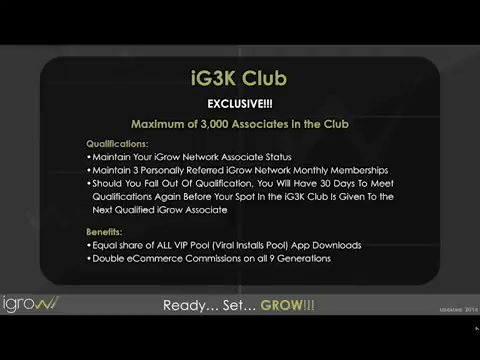 iG3K Club
EXCLUSIVE!!!
Maximum of 3,000 Associates in the Club
Qualifications:
• Maintain Your iGrow Network Associate Status
• Maintain 3 Personally Referred iGrow Network Monthly Memberships
• Should You Fall Out Of Qualification, You Will Have 30 Days To Meet
Qualifications Again Before Your Spot In the iG3K Club Is Given To the
Next Qualified iGrow Associate
Benefits:
• Equal share of ALL VIP Pool (Viral Installs Pool) App Downloads
• Double eCommerce Commissions on all 9 Generations
igrow
Ready... Set... GROW!!!